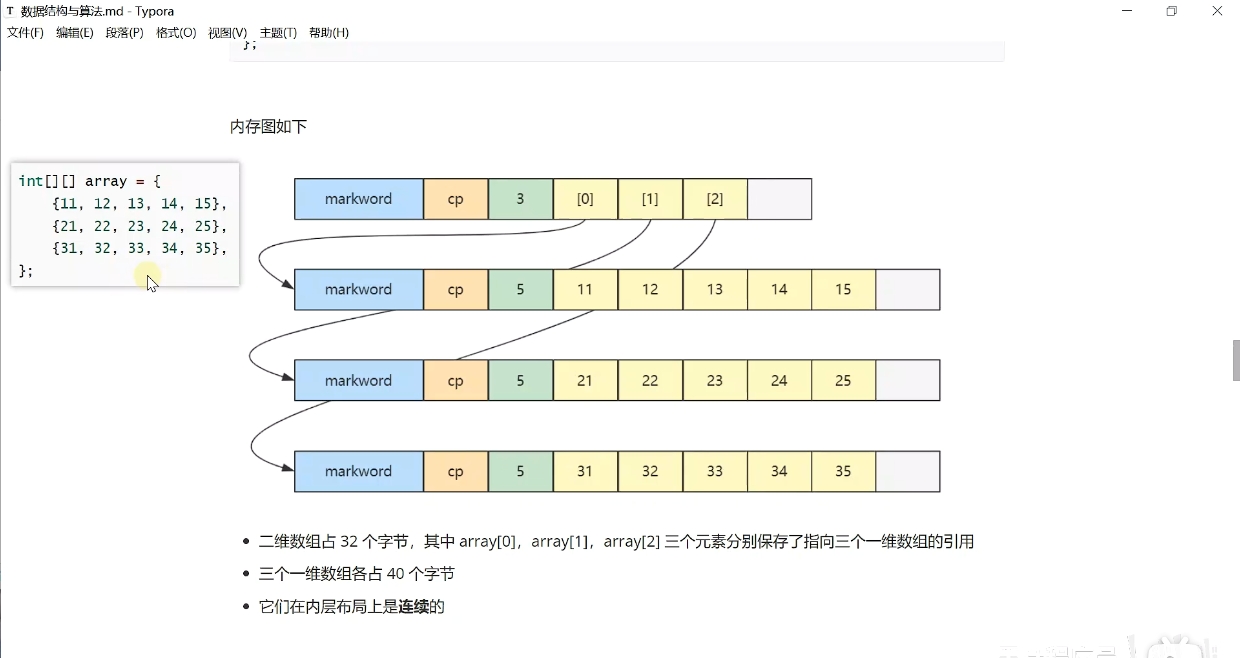 T 数据结构与算法.md - Typora
文件(F) 编辑(E) 段落(P) 格式(O) 视图(V) 主题(T) 帮助(H)
};
内存图如下
int[][] array = {
{11, 12, 13, 14, 15},
{21, 22, 23, 24, 25},
{31, 32, 33, 34, 35},
};
markword cp 3 [0] [1] [2]
markword cp 5 11 12 13 14 15
markword cp 5 21 22 23 24 25
markword cp 5 31 32 33 34 35
二维数组占 32 个字节，其中 array[0]，array[1]，array[2] 三个元素分别保存了指向三个一维数组的引用
三个一维数组各占 40 个字节
它们在内层布局上是连续的